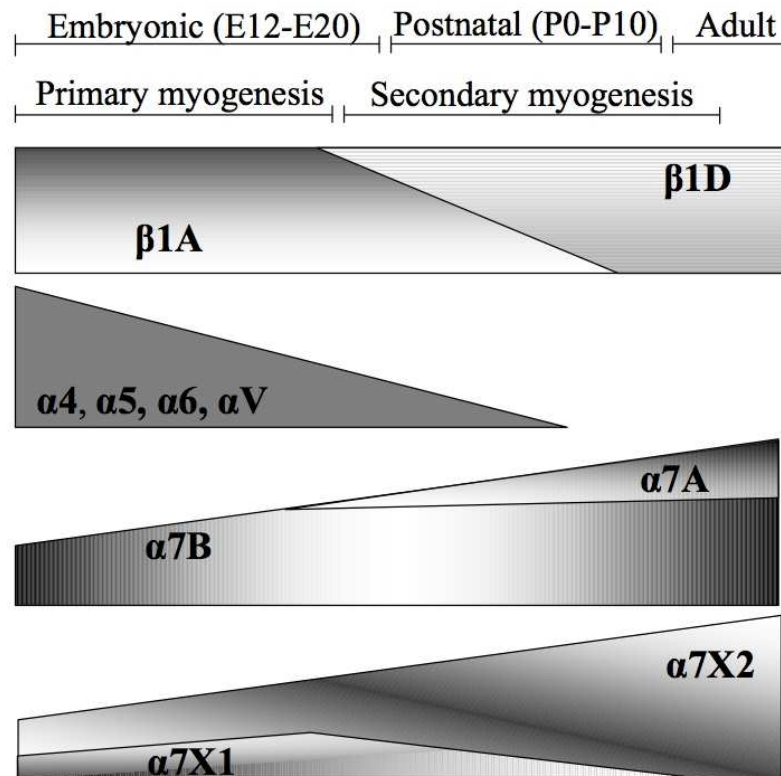 Embryonic (E12-E20) Postnatal (P0-P10) Adult
Primary myogenesis Secondary myogenesis
β1D
β1A
α4, α5, α6, αV
α7A
α7B
α7X2
α7X1